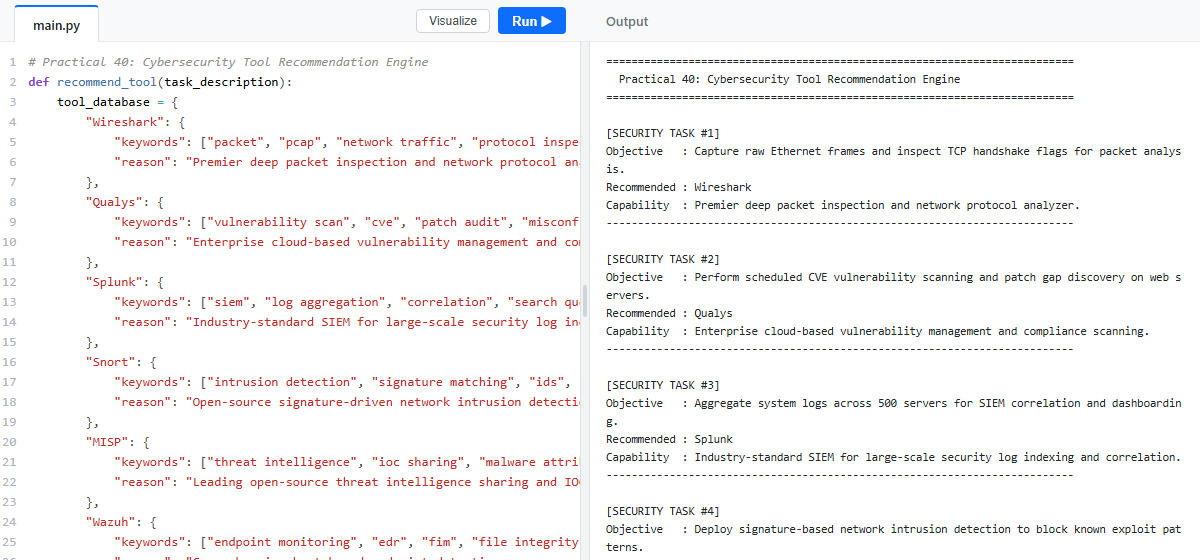 main.py
Visualize
Run ▶
Output
1 # Practical 40: Cybersecurity Tool Recommendation Engine
2 def recommend_tool(task_description):
3 tool_database = {
4 "Wireshark": {
5 "keywords": ["packet", "pcap", "network traffic", "protocol inspe
6 "reason": "Premier deep packet inspection and network protocol an
7 },
8 "Qualys": {
9 "keywords": ["vulnerability scan", "cve", "patch audit", "misconf
10 "reason": "Enterprise cloud-based vulnerability management and co
11 },
12 "Splunk": {
13 "keywords": ["siem", "log aggregation", "correlation", "search qu
14 "reason": "Industry-standard SIEM for large-scale security log in
15 },
16 "Snort": {
17 "keywords": ["intrusion detection", "signature matching", "ids",
18 "reason": "Open-source signature-driven network intrusion detecti
19 },
20 "MISP": {
21 "keywords": ["threat intelligence", "ioc sharing", "malware attri
22 "reason": "Leading open-source threat intelligence sharing and IO
23 },
24 "Wazuh": {
25 "keywords": ["endpoint monitoring", "edr", "fim", "file integrity
==========================================================================
Practical 40: Cybersecurity Tool Recommendation Engine
==========================================================================
[SECURITY TASK #1]
Objective : Capture raw Ethernet frames and inspect TCP handshake flags for packet analys
is.
Recommended : Wireshark
Capability : Premier deep packet inspection and network protocol analyzer.
--------------------------------------------------------------------------
[SECURITY TASK #2]
Objective : Perform scheduled CVE vulnerability scanning and patch gap discovery on web s
ervers.
Recommended : Qualys
Capability : Enterprise cloud-based vulnerability management and compliance scanning.
--------------------------------------------------------------------------
[SECURITY TASK #3]
Objective : Aggregate system logs across 500 servers for SIEM correlation and dashboardin
g.
Recommended : Splunk
Capability : Industry-standard SIEM for large-scale security log indexing and correlation.
--------------------------------------------------------------------------
[SECURITY TASK #4]
Objective : Deploy signature-based network intrusion detection to block known exploit pat
terns.